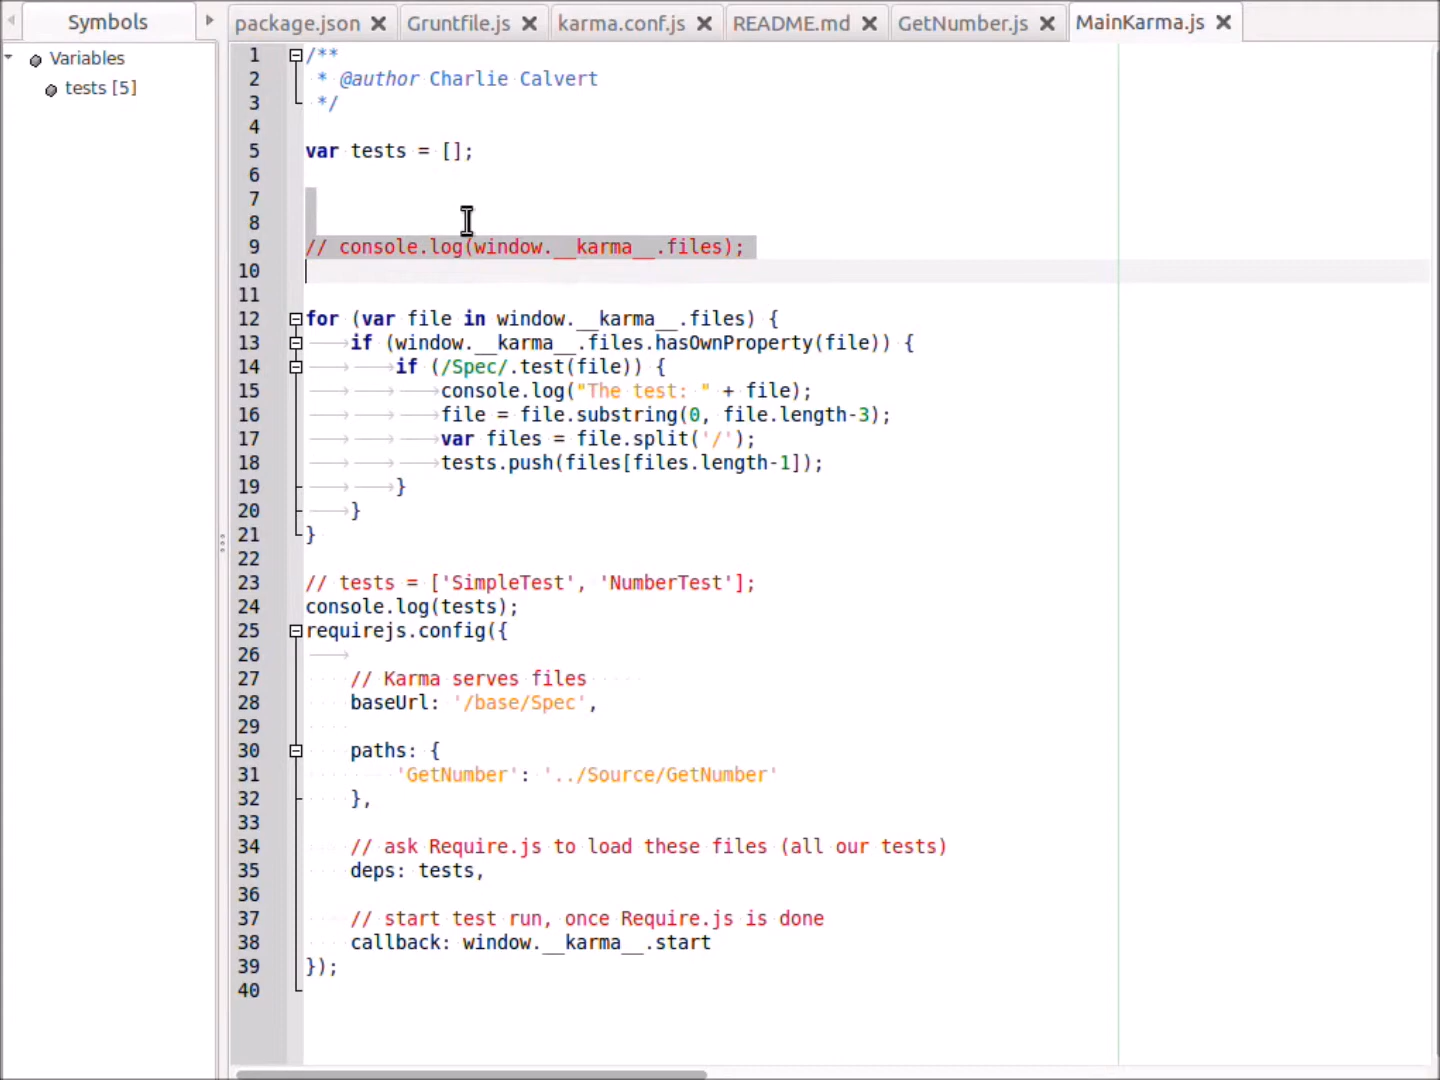 Symbols
package.json
Gruntfile.js
karma.conf.js
README.md
GetNumber.js
MainKarma.js
Variables
tests [5]
1 /**
2  * @author Charlie Calvert
3  */
4
5 var tests = [];
6
7
8
9 // console.log(window.__karma__.files);
10
11
12 for (var file in window.__karma__.files) {
13     if (window.__karma__.files.hasOwnProperty(file)) {
14         if (/Spec/.test(file)) {
15             console.log("The test: " + file);
16             file = file.substring(0, file.length-3);
17             var files = file.split('/');
18             tests.push(files[files.length-1]);
19         }
20     }
21 }
22
23 // tests = ['SimpleTest', 'NumberTest'];
24 console.log(tests);
25 requirejs.config({
26
27     // Karma serves files
28     baseUrl: '/base/Spec',
29
30     paths: {
31         'GetNumber': '../Source/GetNumber'
32     },
33
34     // ask Require.js to load these files (all our tests)
35     deps: tests,
36
37     // start test run, once Require.js is done
38     callback: window.__karma__.start
39 });
40